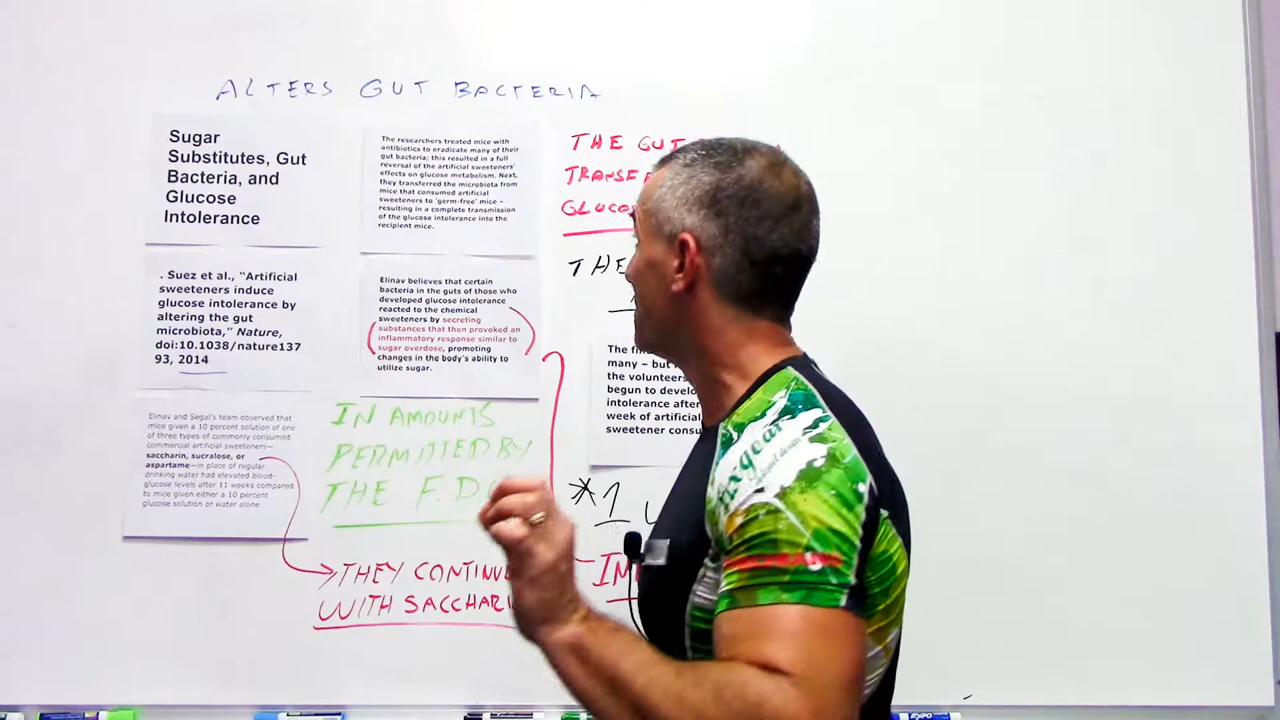 ALTERS GUT BACTERIA
Sugar
Substitutes, Gut
Bacteria, and
Glucose
Intolerance
. Suez et al., “Artificial
sweeteners induce
glucose intolerance by
altering the gut
microbiota,” Nature,
doi:10.1038/nature137
93, 2014
Elinav and Segal's team observed that
mice given a 10 percent solution of one
of three types of commonly consumed
commercial artificial sweeteners—
saccharin, sucralose, or
aspartame—in place of regular
drinking water had elevated blood-
glucose levels after 11 weeks compared
to mice given either a 10 percent
glucose solution or water alone.
The researchers treated mice with
antibiotics to eradicate many of their
gut bacteria; this resulted in a full
reversal of the artificial sweeteners'
effects on glucose metabolism. Next,
they transferred the microbiota from
mice that consumed artificial
sweeteners to 'germ-free' mice –
resulting in a complete transmission
of the glucose intolerance into the
recipient mice.
Elinav believes that certain
bacteria in the guts of those who
developed glucose intolerance
reacted to the chemical
sweeteners by secreting
substances that then provoked an
inflammatory response similar to
sugar overdose, promoting
changes in the body's ability to
utilize sugar.
IN AMOUNTS
PERMITTED BY
THE F.D
THEY CONTINU
WITH SACCHARI
THE GUT
TRANSF
GLUCO
THE
The
many – but
the volunteers
begun to develo
intolerance after
week of artificial
sweetener consu
*1
IM
EXPO